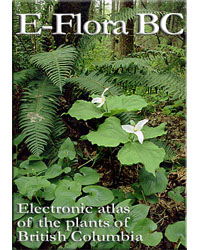 E-Flora BC
Electronic atlas
of the plants of
British Columbia